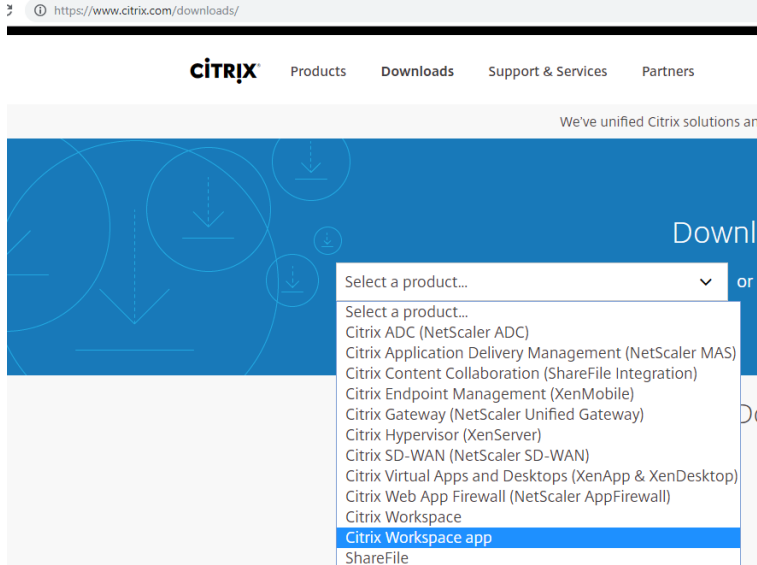 https://www.citrix.com/downloads/
CİTRIX Products Downloads Support & Services Partners
We've unified Citrix solutions an
Downl
Select a product... or
Select a product...
Citrix ADC (NetScaler ADC)
Citrix Application Delivery Management (NetScaler MAS)
Citrix Content Collaboration (ShareFile Integration)
Citrix Endpoint Management (XenMobile)
Citrix Gateway (NetScaler Unified Gateway)
Citrix Hypervisor (XenServer)
Citrix SD-WAN (NetScaler SD-WAN)
Citrix Virtual Apps and Desktops (XenApp & XenDesktop)
Citrix Web App Firewall (NetScaler AppFirewall)
Citrix Workspace
Citrix Workspace app
ShareFile